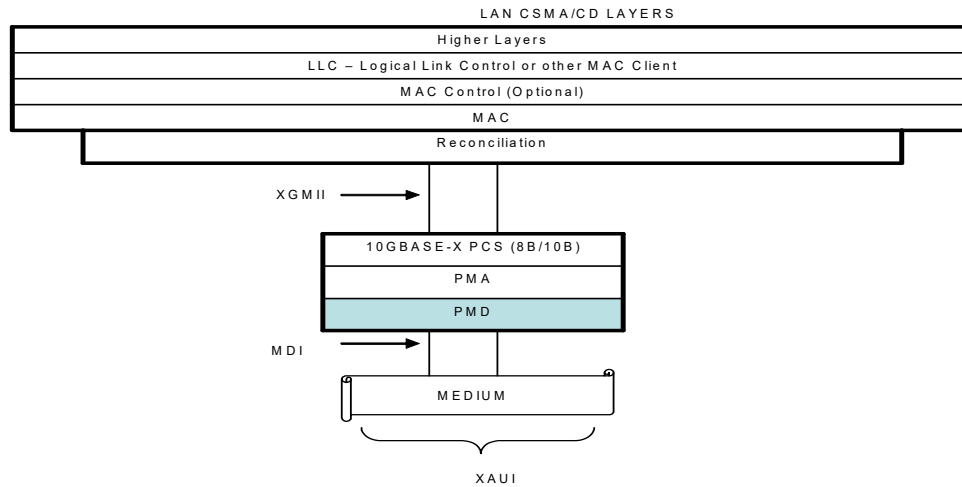 LAN CSMA/CD LAYERS
Higher Layers
LLC – Logical Link Control or other MAC Client
MAC Control (Optional)
MAC
Reconciliation
XGMII
10GBASE-X PCS (8B/10B)
PMA
PMD
MDI
MEDIUM
XAUI